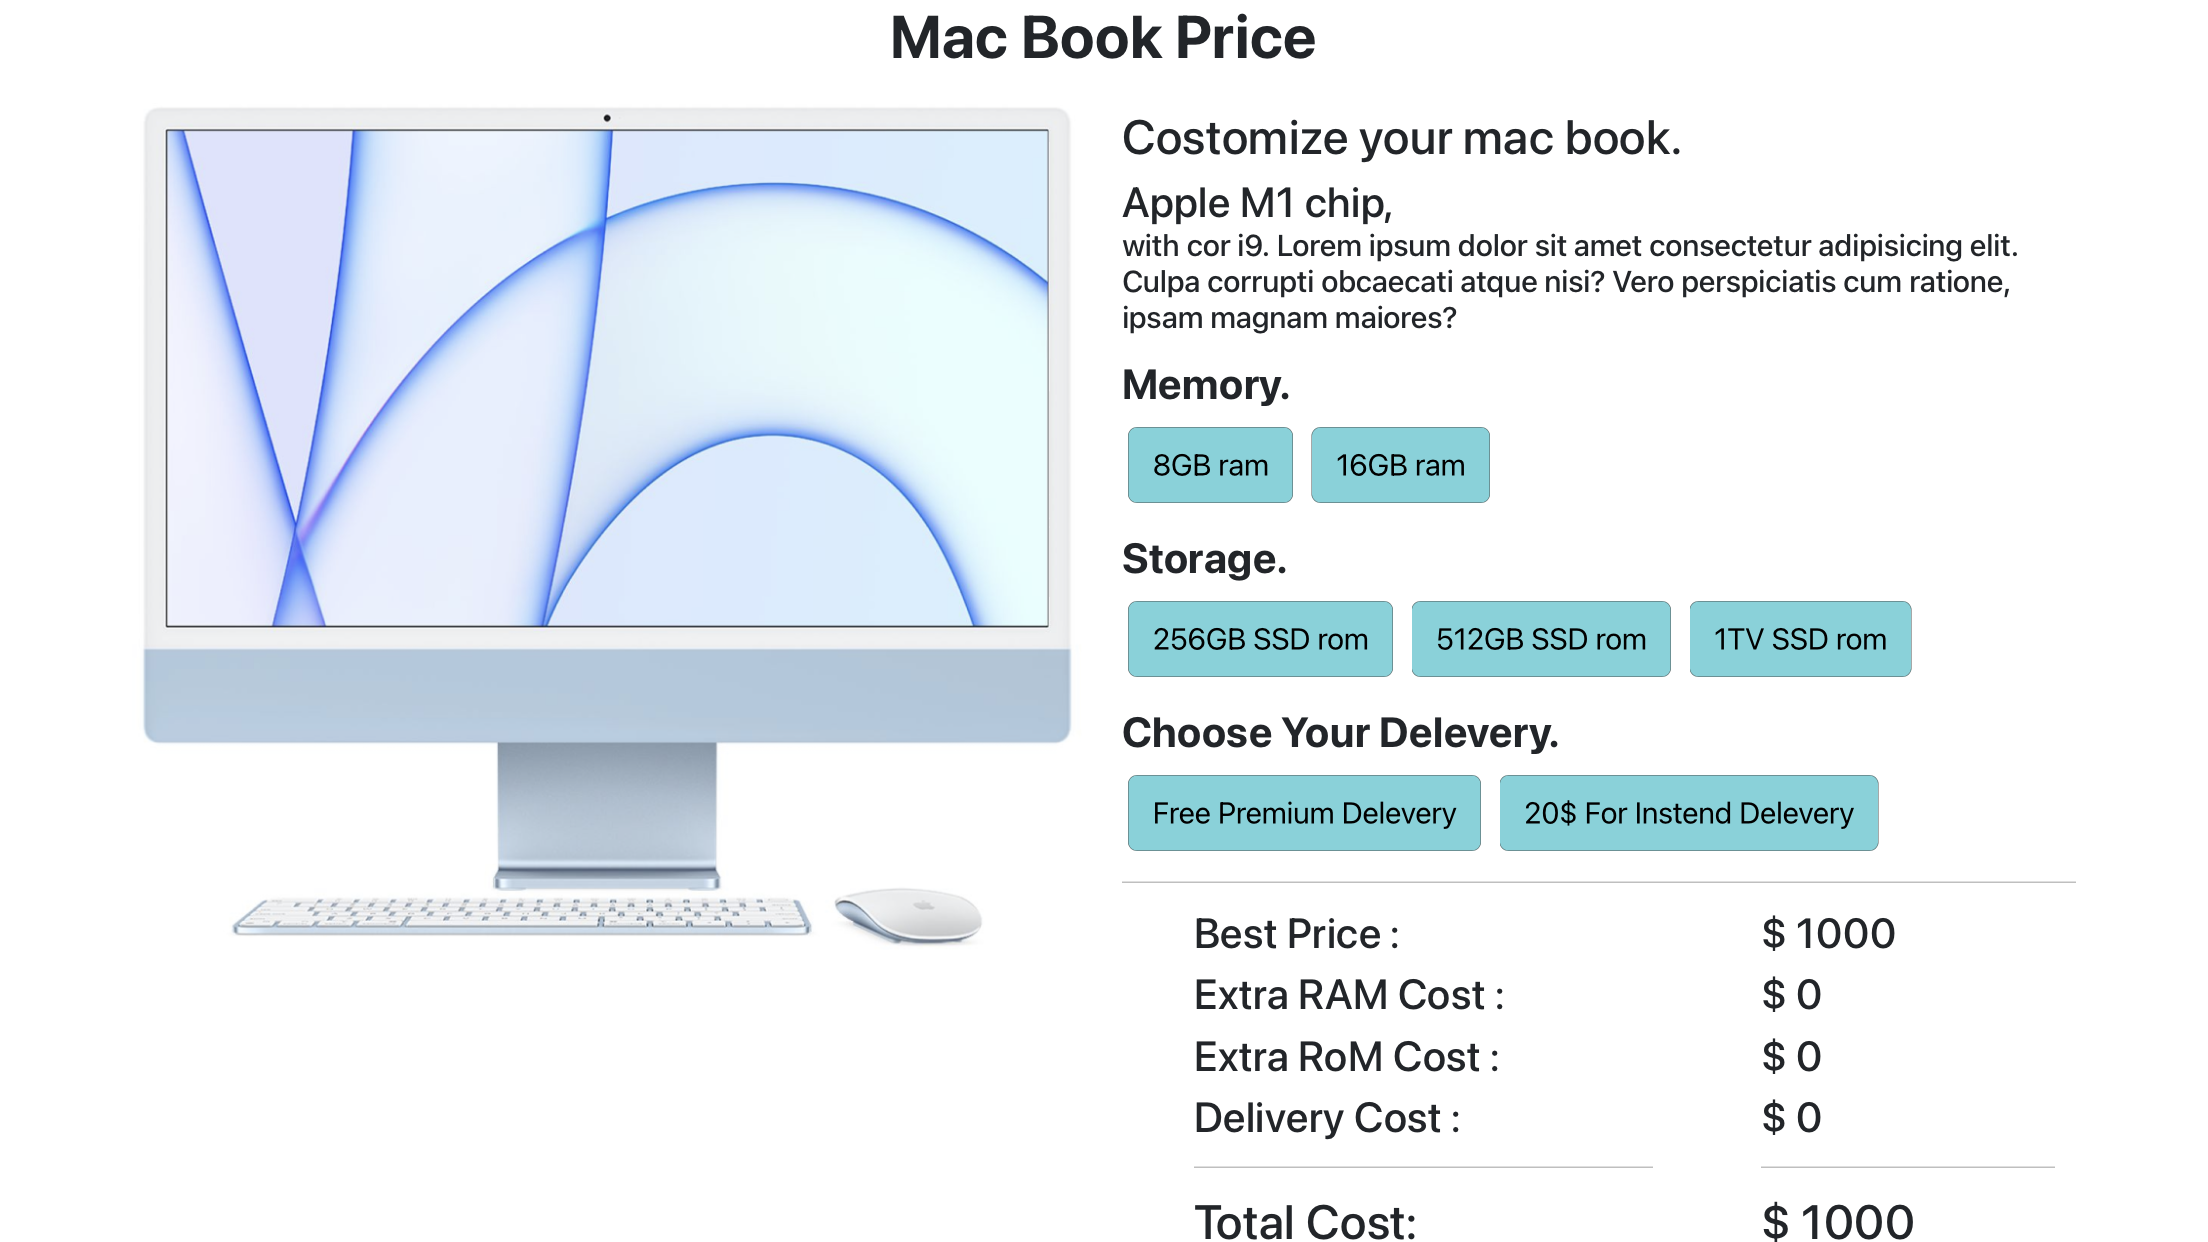 Mac Book Price
Costomize your mac book.
Apple M1 chip,
with cor i9. Lorem ipsum dolor sit amet consectetur adipisicing elit.
Culpa corrupti obcaecati atque nisi? Vero perspiciatis cum ratione,
ipsam magnam maiores?
Memory.
8GB ram 16GB ram
Storage.
256GB SSD rom 512GB SSD rom 1TV SSD rom
Choose Your Delevery.
Free Premium Delevery 20$ For Instend Delevery
Best Price : $ 1000
Extra RAM Cost : $ 0
Extra RoM Cost : $ 0
Delivery Cost : $ 0
Total Cost: $ 1000